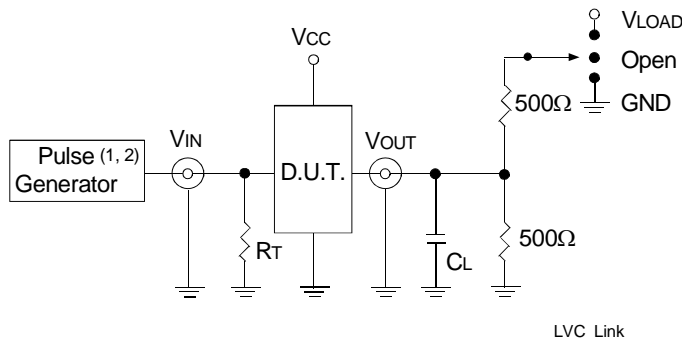 VLOAD
VCC
Open
500Ω
GND
VIN
VOUT
Pulse (1, 2)
Generator
D.U.T.
RT
CL
500Ω
LVC Link